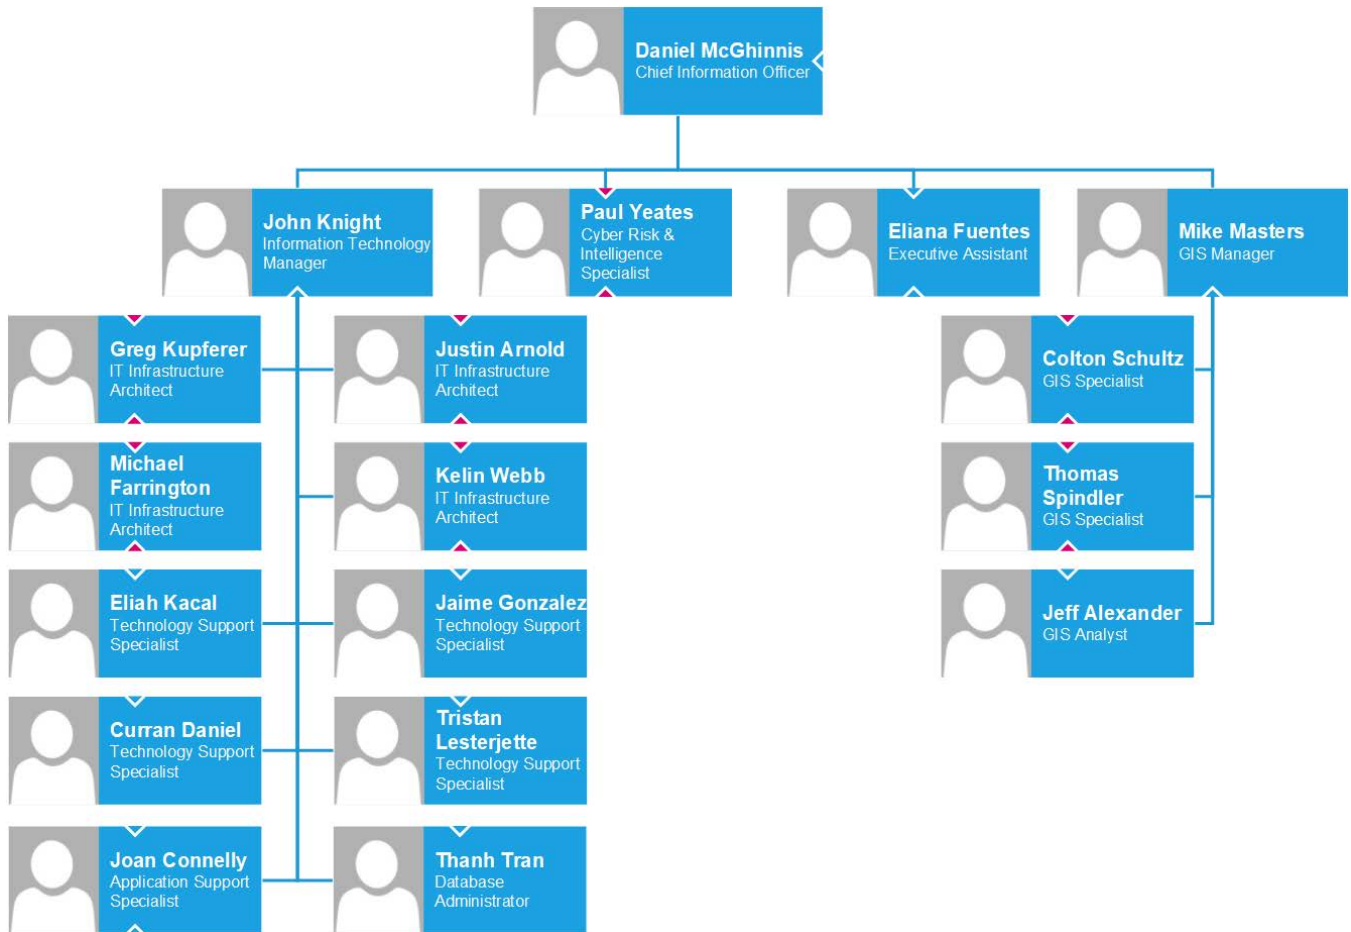 Daniel McGhinnis
Chief Information Officer
John Knight
Information Technology
Manager
Paul Yeates
Cyber Risk &
Intelligence
Specialist
Eliana Fuentes
Executive Assistant
Mike Masters
GIS Manager
Greg Kupferer
IT Infrastructure
Architect
Justin Arnold
IT Infrastructure
Architect
Colton Schultz
GIS Specialist
Michael
Farrington
IT Infrastructure
Architect
Kelin Webb
IT Infrastructure
Architect
Thomas
Spindler
GIS Specialist
Eliah Kacal
Technology Support
Specialist
Jaime Gonzalez
Technology Support
Specialist
Jeff Alexander
GIS Analyst
Curran Daniel
Technology Support
Specialist
Tristan
Lesterjette
Technology Support
Specialist
Joan Connelly
Application Support
Specialist
Thanh Tran
Database
Administrator